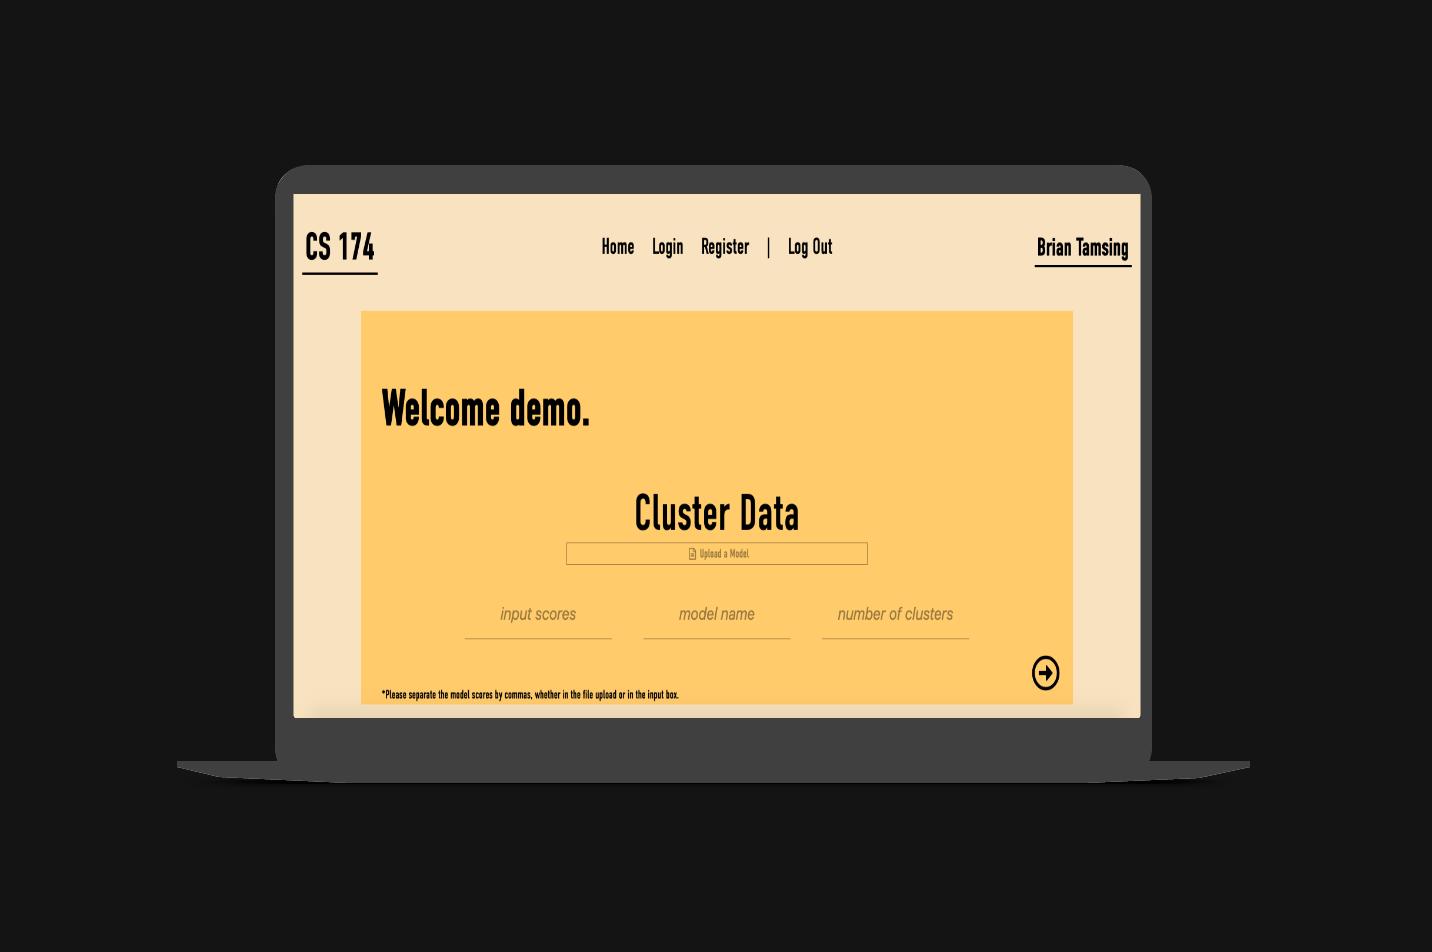 CS 174
Home Login Register | Log Out
Brian Tamsing
Welcome demo.
Cluster Data
Upload a Model
input scores
model name
number of clusters
*Please separate the model scores by commas, whether in the file upload or in the input box.